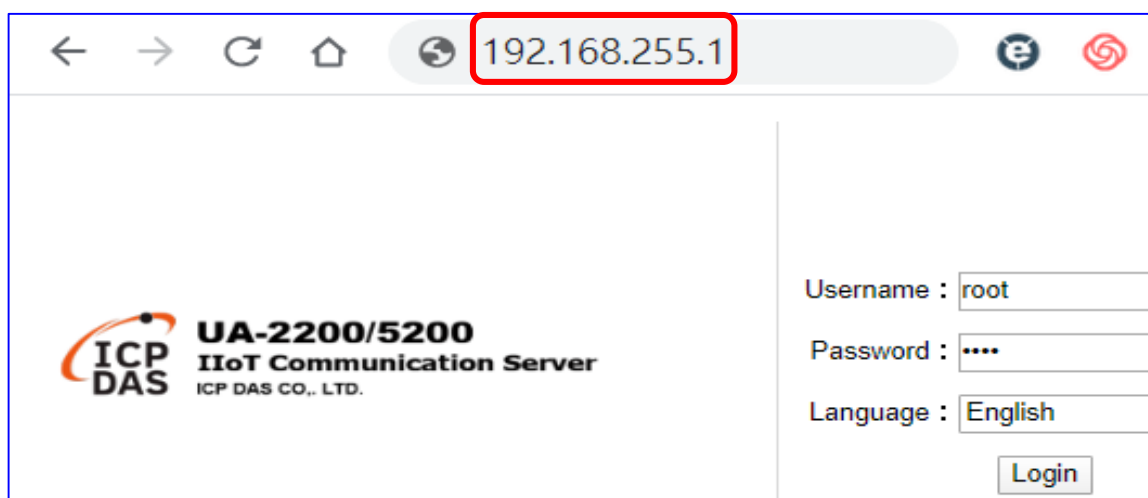 192.168.255.1
ICP
DAS
UA-2200/5200
IIoT Communication Server
ICP DAS CO,. LTD.
Username : root
Password : ••••
Language : English
Login